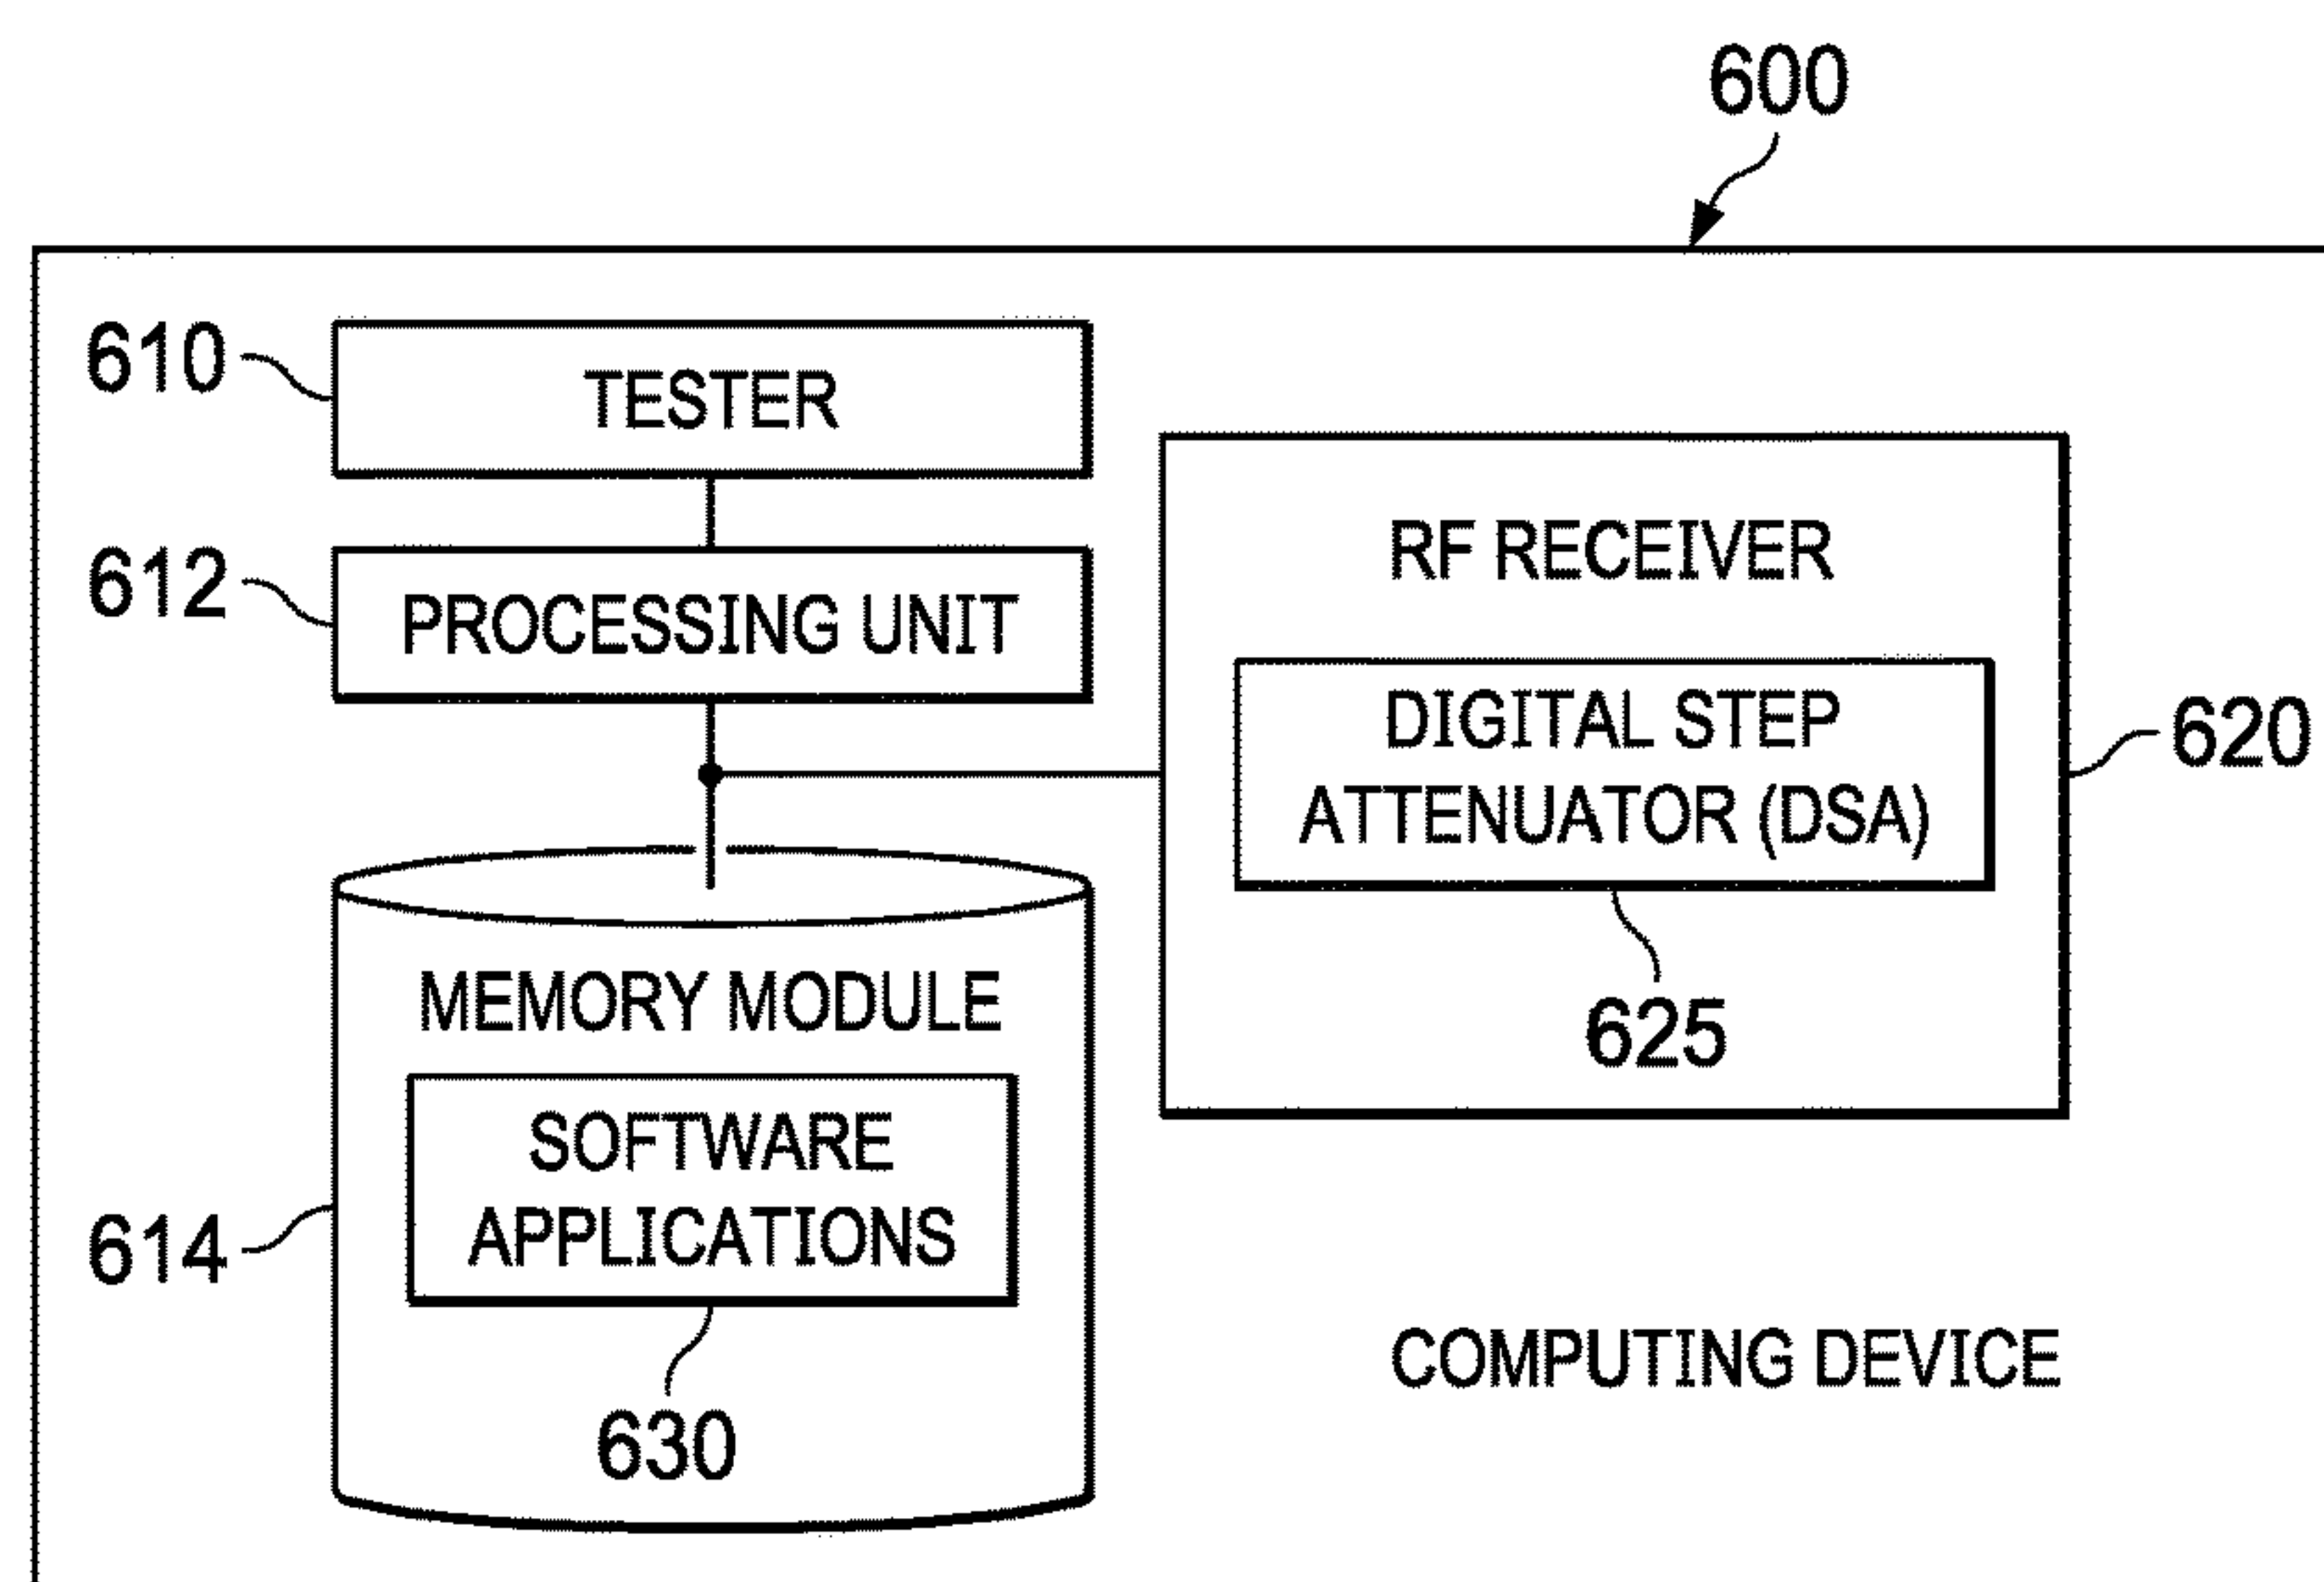 600
610
TESTER
612
PROCESSING UNIT
RF RECEIVER
DIGITAL STEP
ATTENUATOR (DSA)
620
625
MEMORY MODULE
SOFTWARE
APPLICATIONS
614
630
COMPUTING DEVICE